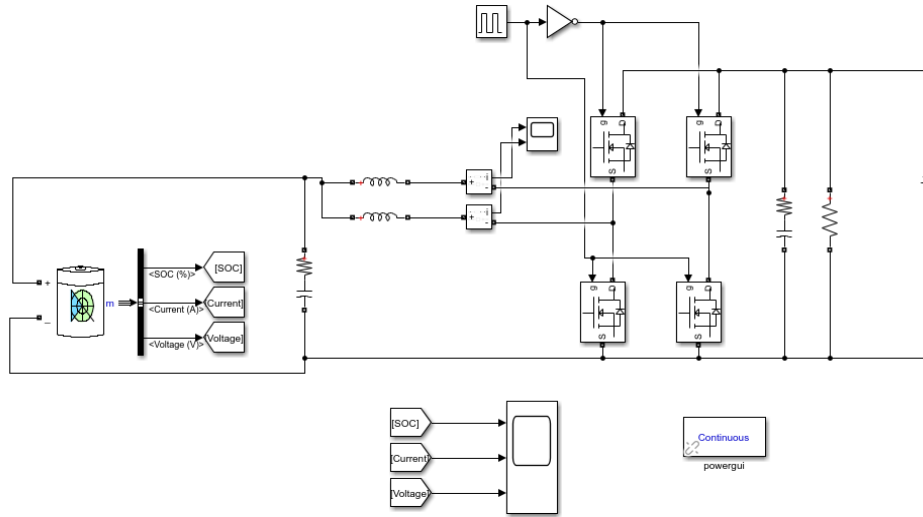 g
D
S
g
D
S
i
+
-
i
+
-
+
_
m
<SOC (%)>
[SOC]
<Current (A)>
[Current]
<Voltage (V)>
[Voltage]
g
D
S
g
D
S
[SOC]
[Current]
[Voltage]
Continuous
powergui